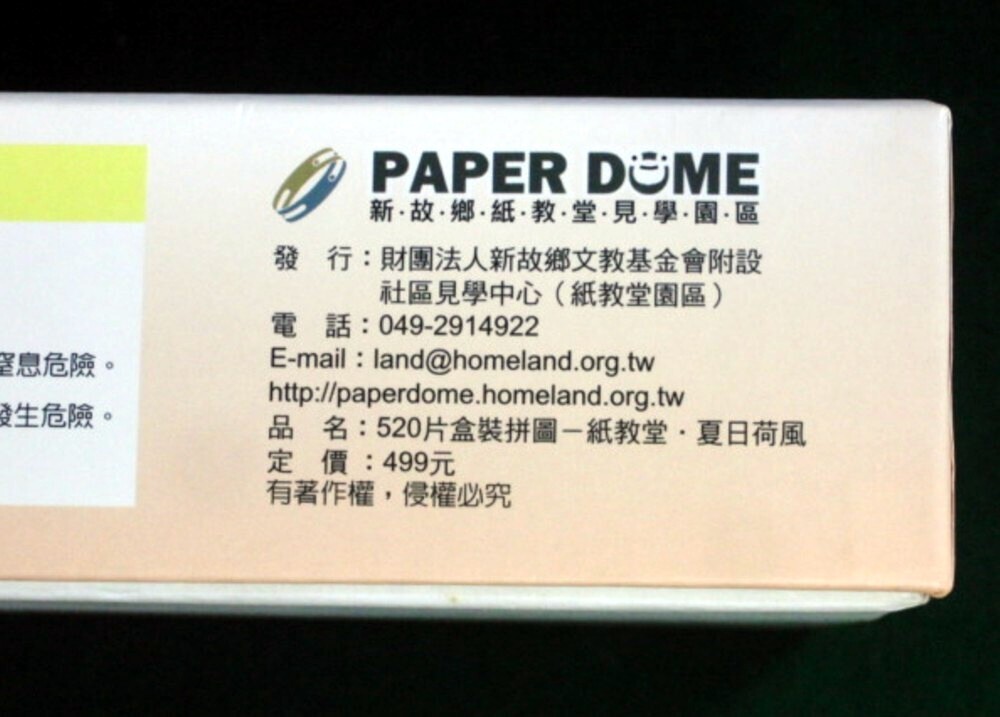 PAPER DOME
新·故·鄉·紙·教·堂·見·學·園·區
發 行：財團法人新故鄉文教基金會附設
社區見學中心（紙教堂園區）
電 話：049-2914922
E-mail：land@homeland.org.tw
http://paperdome.homeland.org.tw
品 名：520片盒裝拼圖－紙教堂·夏日荷風
定 價：499元
有著作權，侵權必究
窒息危險。
發生危險。